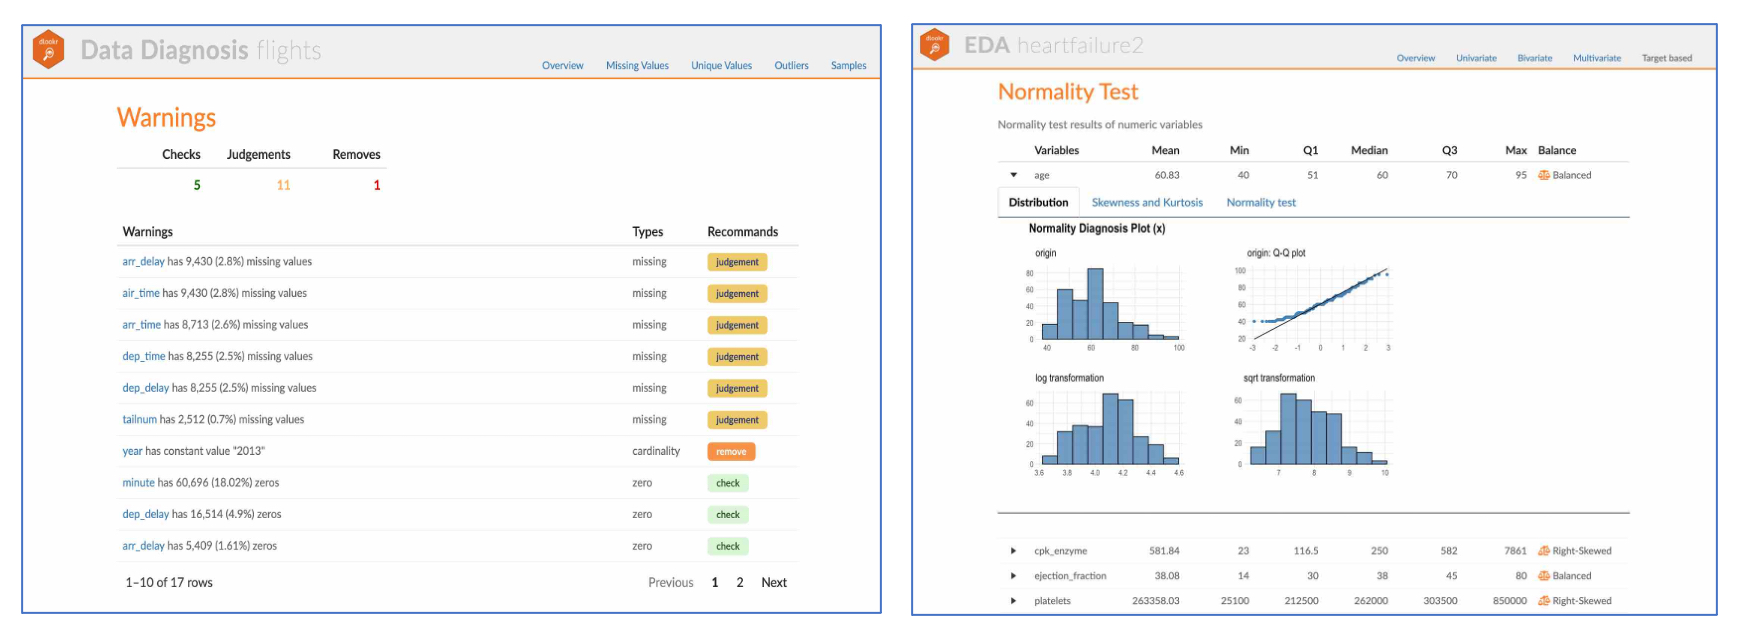 dlookr
Data Diagnosis flights
Overview Missing Values Unique Values Outliers Samples
Warnings
Checks Judgements Removes
5 11 1
Warnings Types Recommands
arr_delay has 9,430 (2.8%) missing values missing judgement
air_time has 9,430 (2.8%) missing values missing judgement
arr_time has 8,713 (2.6%) missing values missing judgement
dep_time has 8,255 (2.5%) missing values missing judgement
dep_delay has 8,255 (2.5%) missing values missing judgement
tailnum has 2,512 (0.7%) missing values missing judgement
year has constant value "2013" cardinality remove
minute has 60,696 (18.02%) zeros zero check
dep_delay has 16,514 (4.9%) zeros zero check
arr_delay has 5,409 (1.61%) zeros zero check
1–10 of 17 rows Previous 1 2 Next
dlookr
EDA heartfailure2
Overview Univariate Bivariate Multivariate Target based
Normality Test
Normality test results of numeric variables
Variables Mean Min Q1 Median Q3 Max Balance
age 60.83 40 51 60 70 95 Balanced
Distribution Skewness and Kurtosis Normality test
Normality Diagnosis Plot (x)
origin
80
60
40
20
0
40 60 80 100
origin: Q-Q plot
100
80
60
40
20
-3 -2 -1 0 1 2 3
log transformation
60
40
20
0
3.6 3.8 4.0 4.2 4.4 4.6
sqrt transformation
60
40
20
0
7 8 9 10
cpk_enzyme 581.84 23 116.5 250 582 7861 Right-Skewed
ejection_fraction 38.08 14 30 38 45 80 Balanced
platelets 263358.03 25100 212500 262000 303500 850000 Right-Skewed